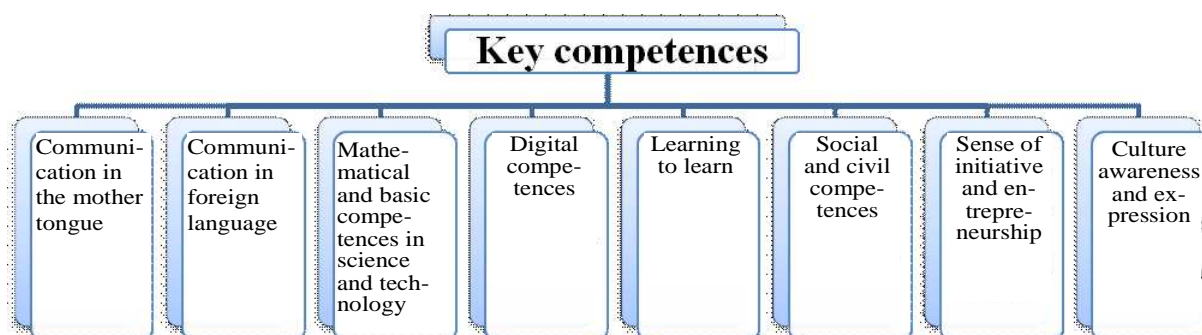 Key competences
Communi-
cation in
the mother
tongue
Communi-
cation in
foreign
language
Mathe-
matical
and basic
compe-
tences in
science
and tech-
nology
Digital
compe-
tences
Learning
to learn
Social
and civil
compe-
tences
Sense of
initiative
and en-
trepre-
neurship
Culture
awareness
and ex-
pression